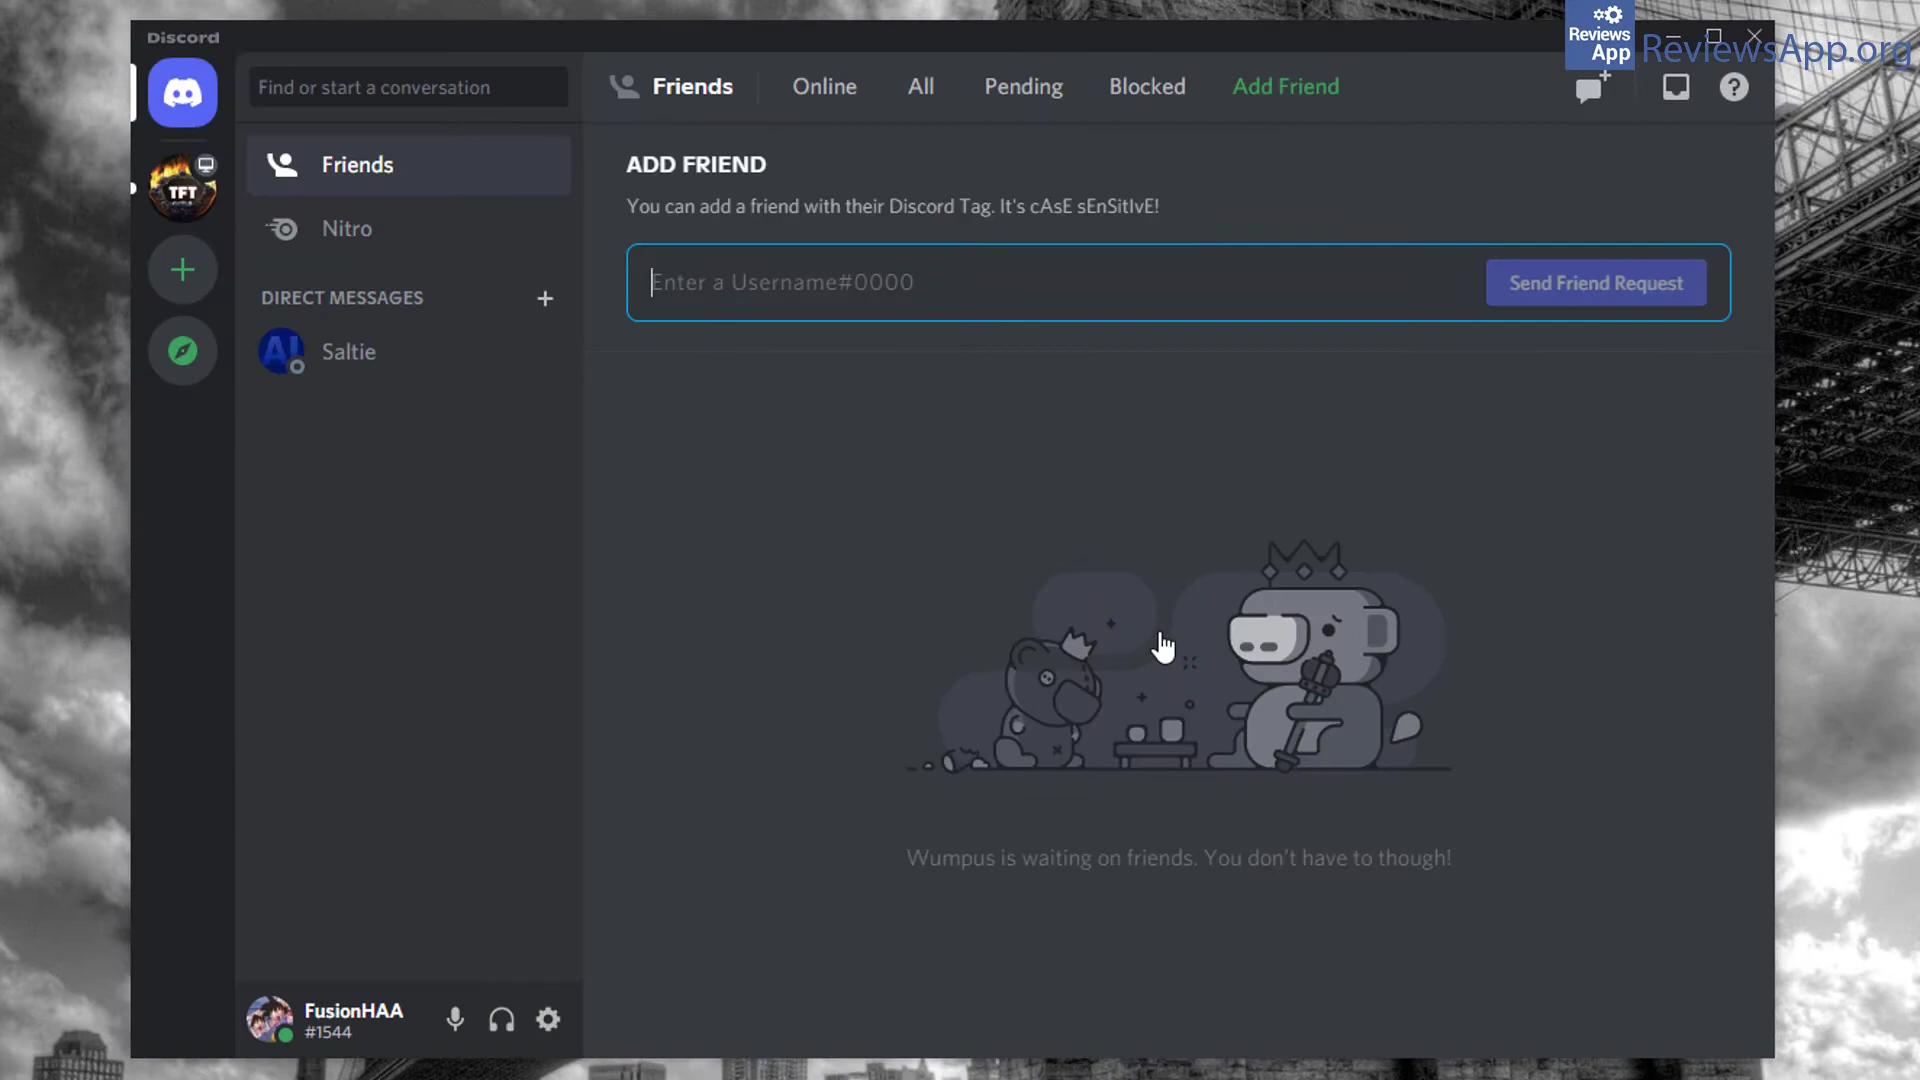 Discord
Reviews
App
ReviewsApp.org
Find or start a conversation
Friends
Online
All
Pending
Blocked
Add Friend
Friends
ADD FRIEND
You can add a friend with their Discord Tag. It's cAsE sEnSitIvE!
TFT
Nitro
Enter a Username#0000
Send Friend Request
DIRECT MESSAGES
Saltie
Wumpus is waiting on friends. You don't have to though!
FusionHAA
#1544